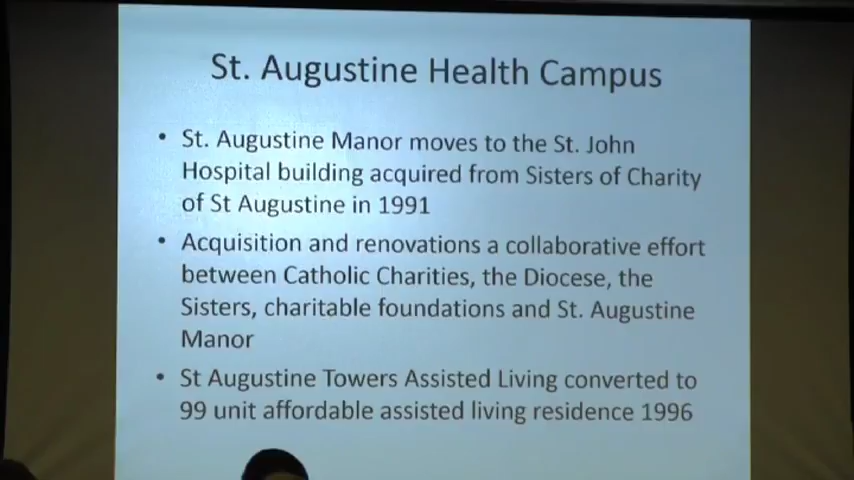 St. Augustine Health Campus
• St. Augustine Manor moves to the St. John
Hospital building acquired from Sisters of Charity
of St Augustine in 1991
• Acquisition and renovations a collaborative effort
between Catholic Charities, the Diocese, the
Sisters, charitable foundations and St. Augustine
Manor
• St Augustine Towers Assisted Living converted to
99 unit affordable assisted living residence 1996